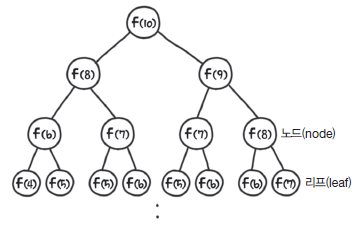 f(10)
f(8) f(9)
f(6) f(7) f(7) f(8) 노드(node)
f(4) f(5) f(5) f(6) f(5) f(6) f(6) f(7) 리프(leaf)